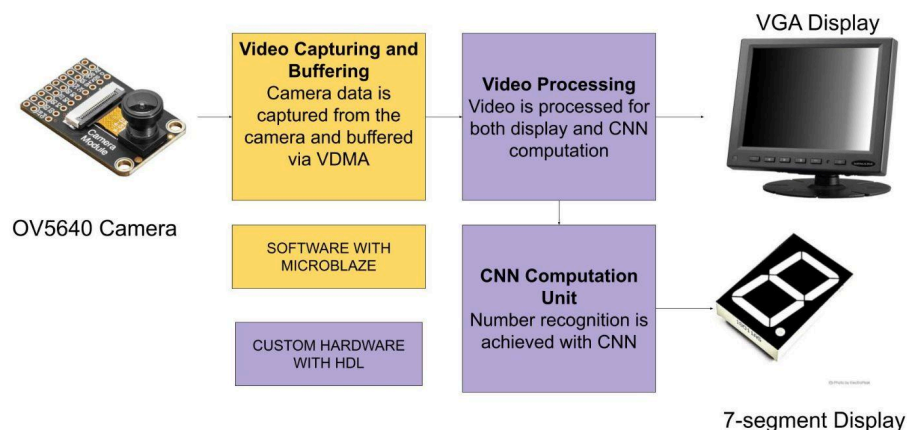 VGA Display
Video Capturing and
Buffering
Camera data is
captured from the
camera and buffered
via VDMA
Video Processing
Video is processed for
both display and CNN
computation
Camera
Module
OV5640 Camera
SOFTWARE WITH
MICROBLAZE
CNN Computation
Unit
Number recognition is
achieved with CNN
CUSTOM HARDWARE
WITH HDL
7-segment Display